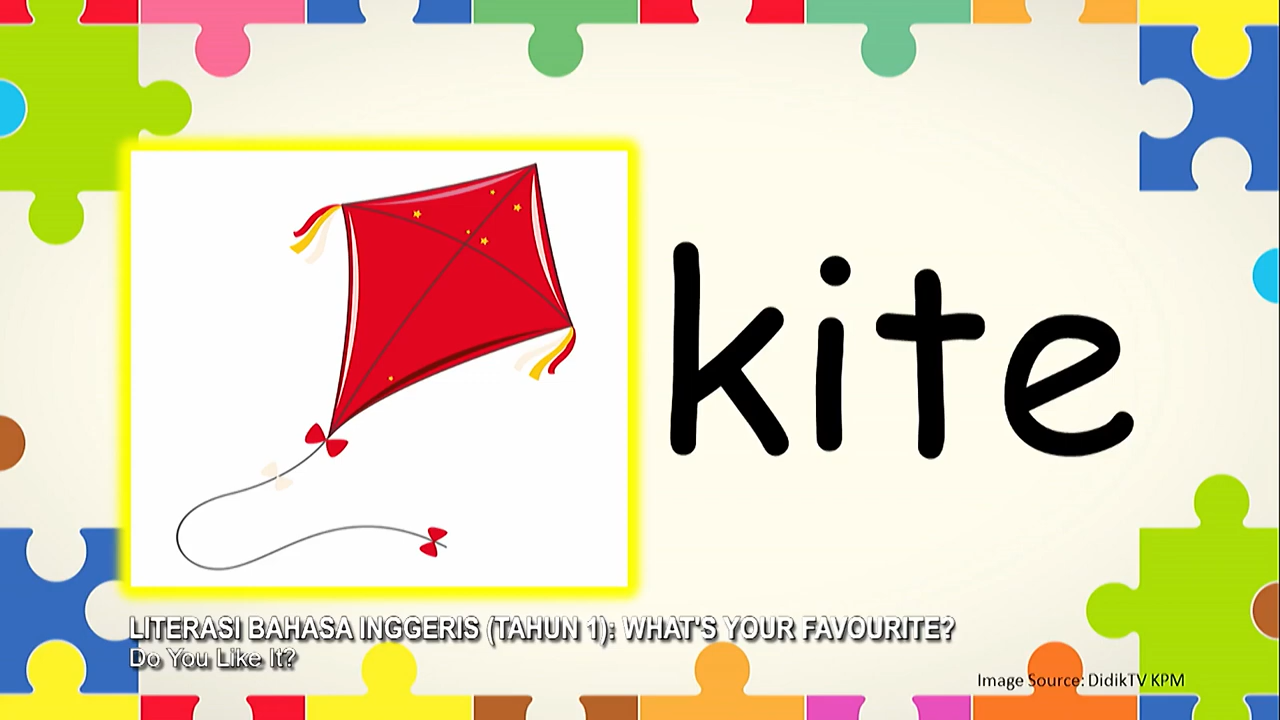 kite
LITERASI BAHASA INGGERIS (TAHUN 1): WHAT'S YOUR FAVOURITE?
Do You Like It?
Image Source: DidikTV KPM